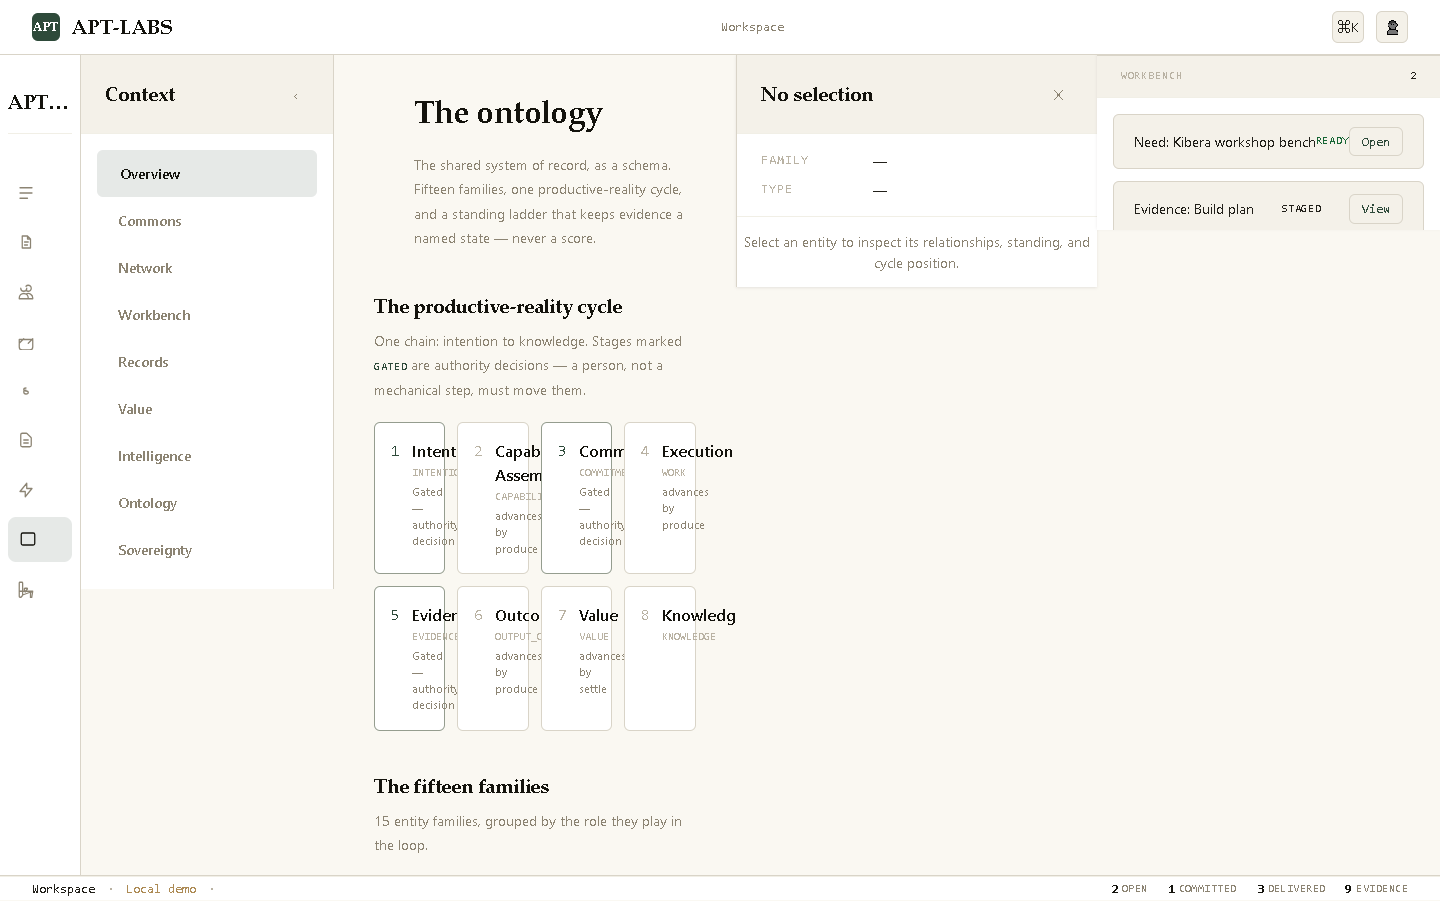 APT APT-LABS
Workspace
⌘K
APT...
Context
Overview
Commons
Network
Workbench
Records
Value
Intelligence
Ontology
Sovereignty
The ontology
The shared system of record, as a schema.
Fifteen families, one productive-reality cycle,
and a standing ladder that keeps evidence a
named state — never a score.
The productive-reality cycle
One chain: intention to knowledge. Stages marked
GATED are authority decisions — a person, not a
mechanical step, must move them.
1 Intent
INTENTIO
Gated
—
authority
decision
2 Capab
Assem
CAPABILI
advances
by
produce
3 Comm
COMMITME
Gated
—
authority
decision
4 Execution
WORK
advances
by
produce
5 Eviden
EVIDENCE
Gated
—
authority
decision
6 Outco
OUTPUT_C
advances
by
produce
7 Value
VALUE
advances
by
settle
8 Knowledg
KNOWLEDGE
The fifteen families
15 entity families, grouped by the role they play in
the loop.
No selection
FAMILY —
TYPE —
Select an entity to inspect its relationships, standing, and
cycle position.
WORKBENCH 2
Need: Kibera workshop bench READY Open
Evidence: Build plan STAGED View
Workspace · Local demo ·
2 OPEN 1 COMMITTED 3 DELIVERED 9 EVIDENCE